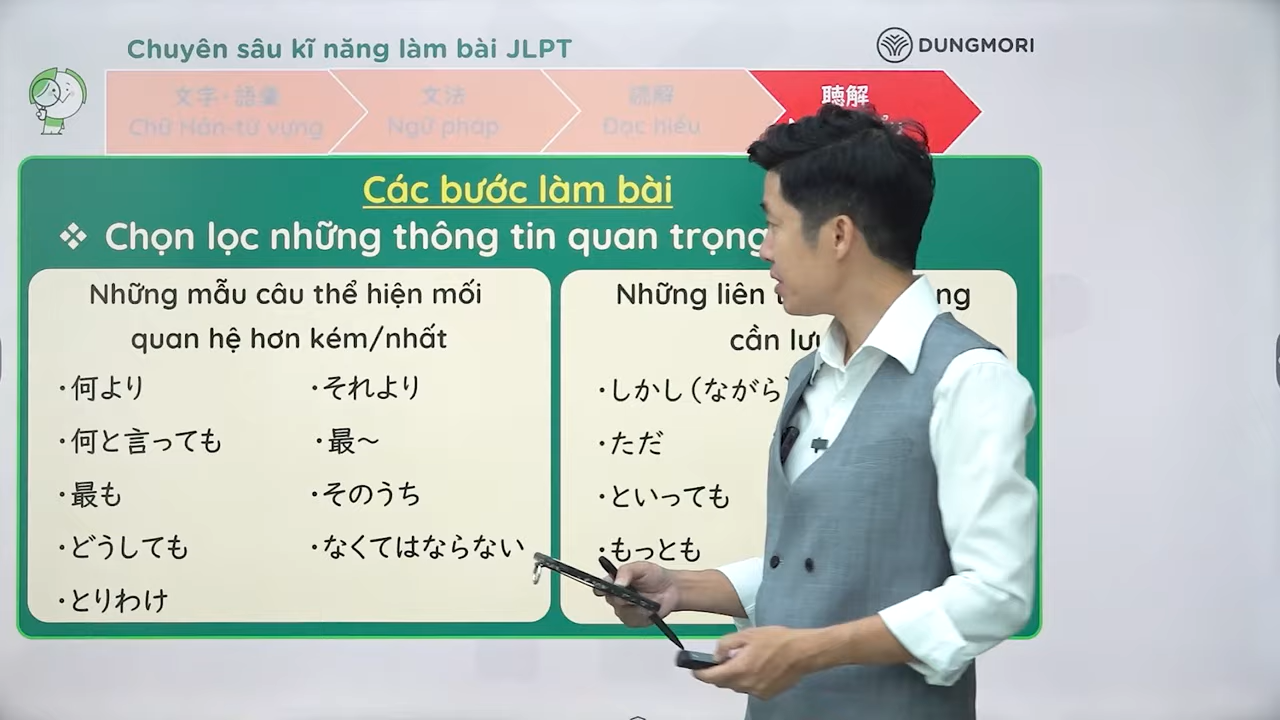 Chuyên sâu kĩ năng làm bài JLPT
DUNGMORI
文字・語彙
Chữ Hán-từ vựng
文法
Ngữ pháp
読解
Đọc hiểu
聴解
Các bước làm bài
❖ Chọn lọc những thông tin quan trọng
Những mẫu câu thể hiện mối
quan hệ hơn kém/nhất
・何より
・それより
・何と言っても
・最～
・最も
・そのうち
・どうしても
・なくてはならない
・とりわけ
Những liên
cần
・しかし（ながら
・ただ
・といっても
・もっとも